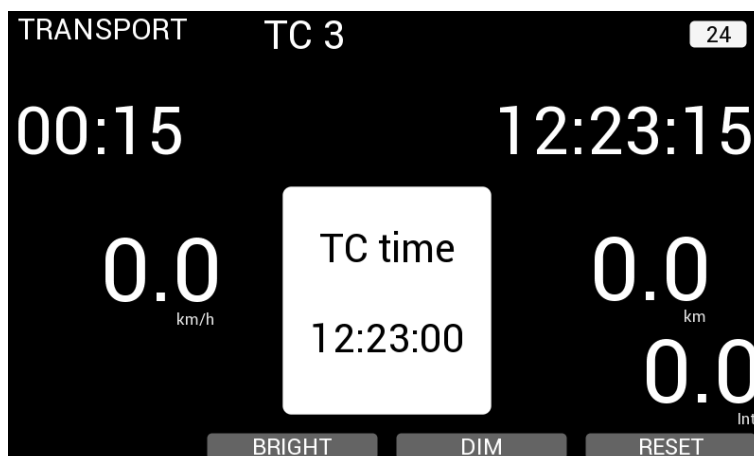 TRANSPORT TC 3 24
00:15 12:23:15
TC time
0.0 0.0
km/h km
12:23:00
0.0
Int
BRIGHT DIM RESET